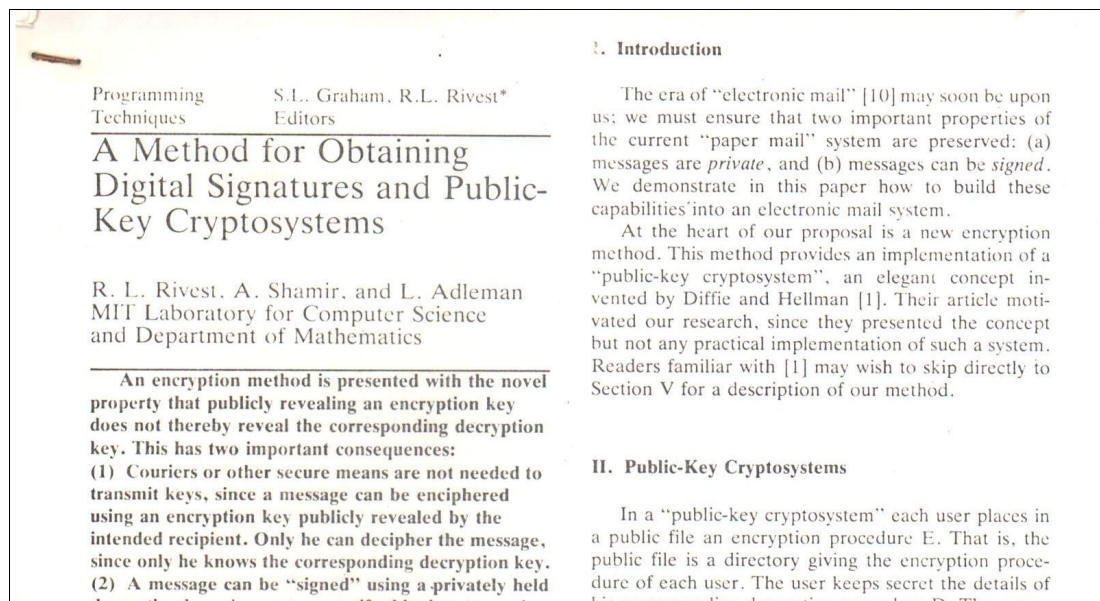 Programming
Techniques
S.L. Graham, R.L. Rivest*
Editors
A Method for Obtaining
Digital Signatures and Public-
Key Cryptosystems
R. L. Rivest, A. Shamir, and L. Adleman
MIT Laboratory for Computer Science
and Department of Mathematics
An encryption method is presented with the novel
property that publicly revealing an encryption key
does not thereby reveal the corresponding decryption
key. This has two important consequences:
(1) Couriers or other secure means are not needed to
transmit keys, since a message can be enciphered
using an encryption key publicly revealed by the
intended recipient. Only he can decipher the message,
since only he knows the corresponding decryption key.
(2) A message can be “signed” using a privately held
I. Introduction
The era of “electronic mail” [10] may soon be upon
us; we must ensure that two important properties of
the current “paper mail” system are preserved: (a)
messages are private, and (b) messages can be signed.
We demonstrate in this paper how to build these
capabilities into an electronic mail system.
At the heart of our proposal is a new encryption
method. This method provides an implementation of a
“public-key cryptosystem”, an elegant concept in-
vented by Diffie and Hellman [1]. Their article moti-
vated our research, since they presented the concept
but not any practical implementation of such a system.
Readers familiar with [1] may wish to skip directly to
Section V for a description of our method.
II. Public-Key Cryptosystems
In a “public-key cryptosystem” each user places in
a public file an encryption procedure E. That is, the
public file is a directory giving the encryption proce-
dure of each user. The user keeps secret the details of